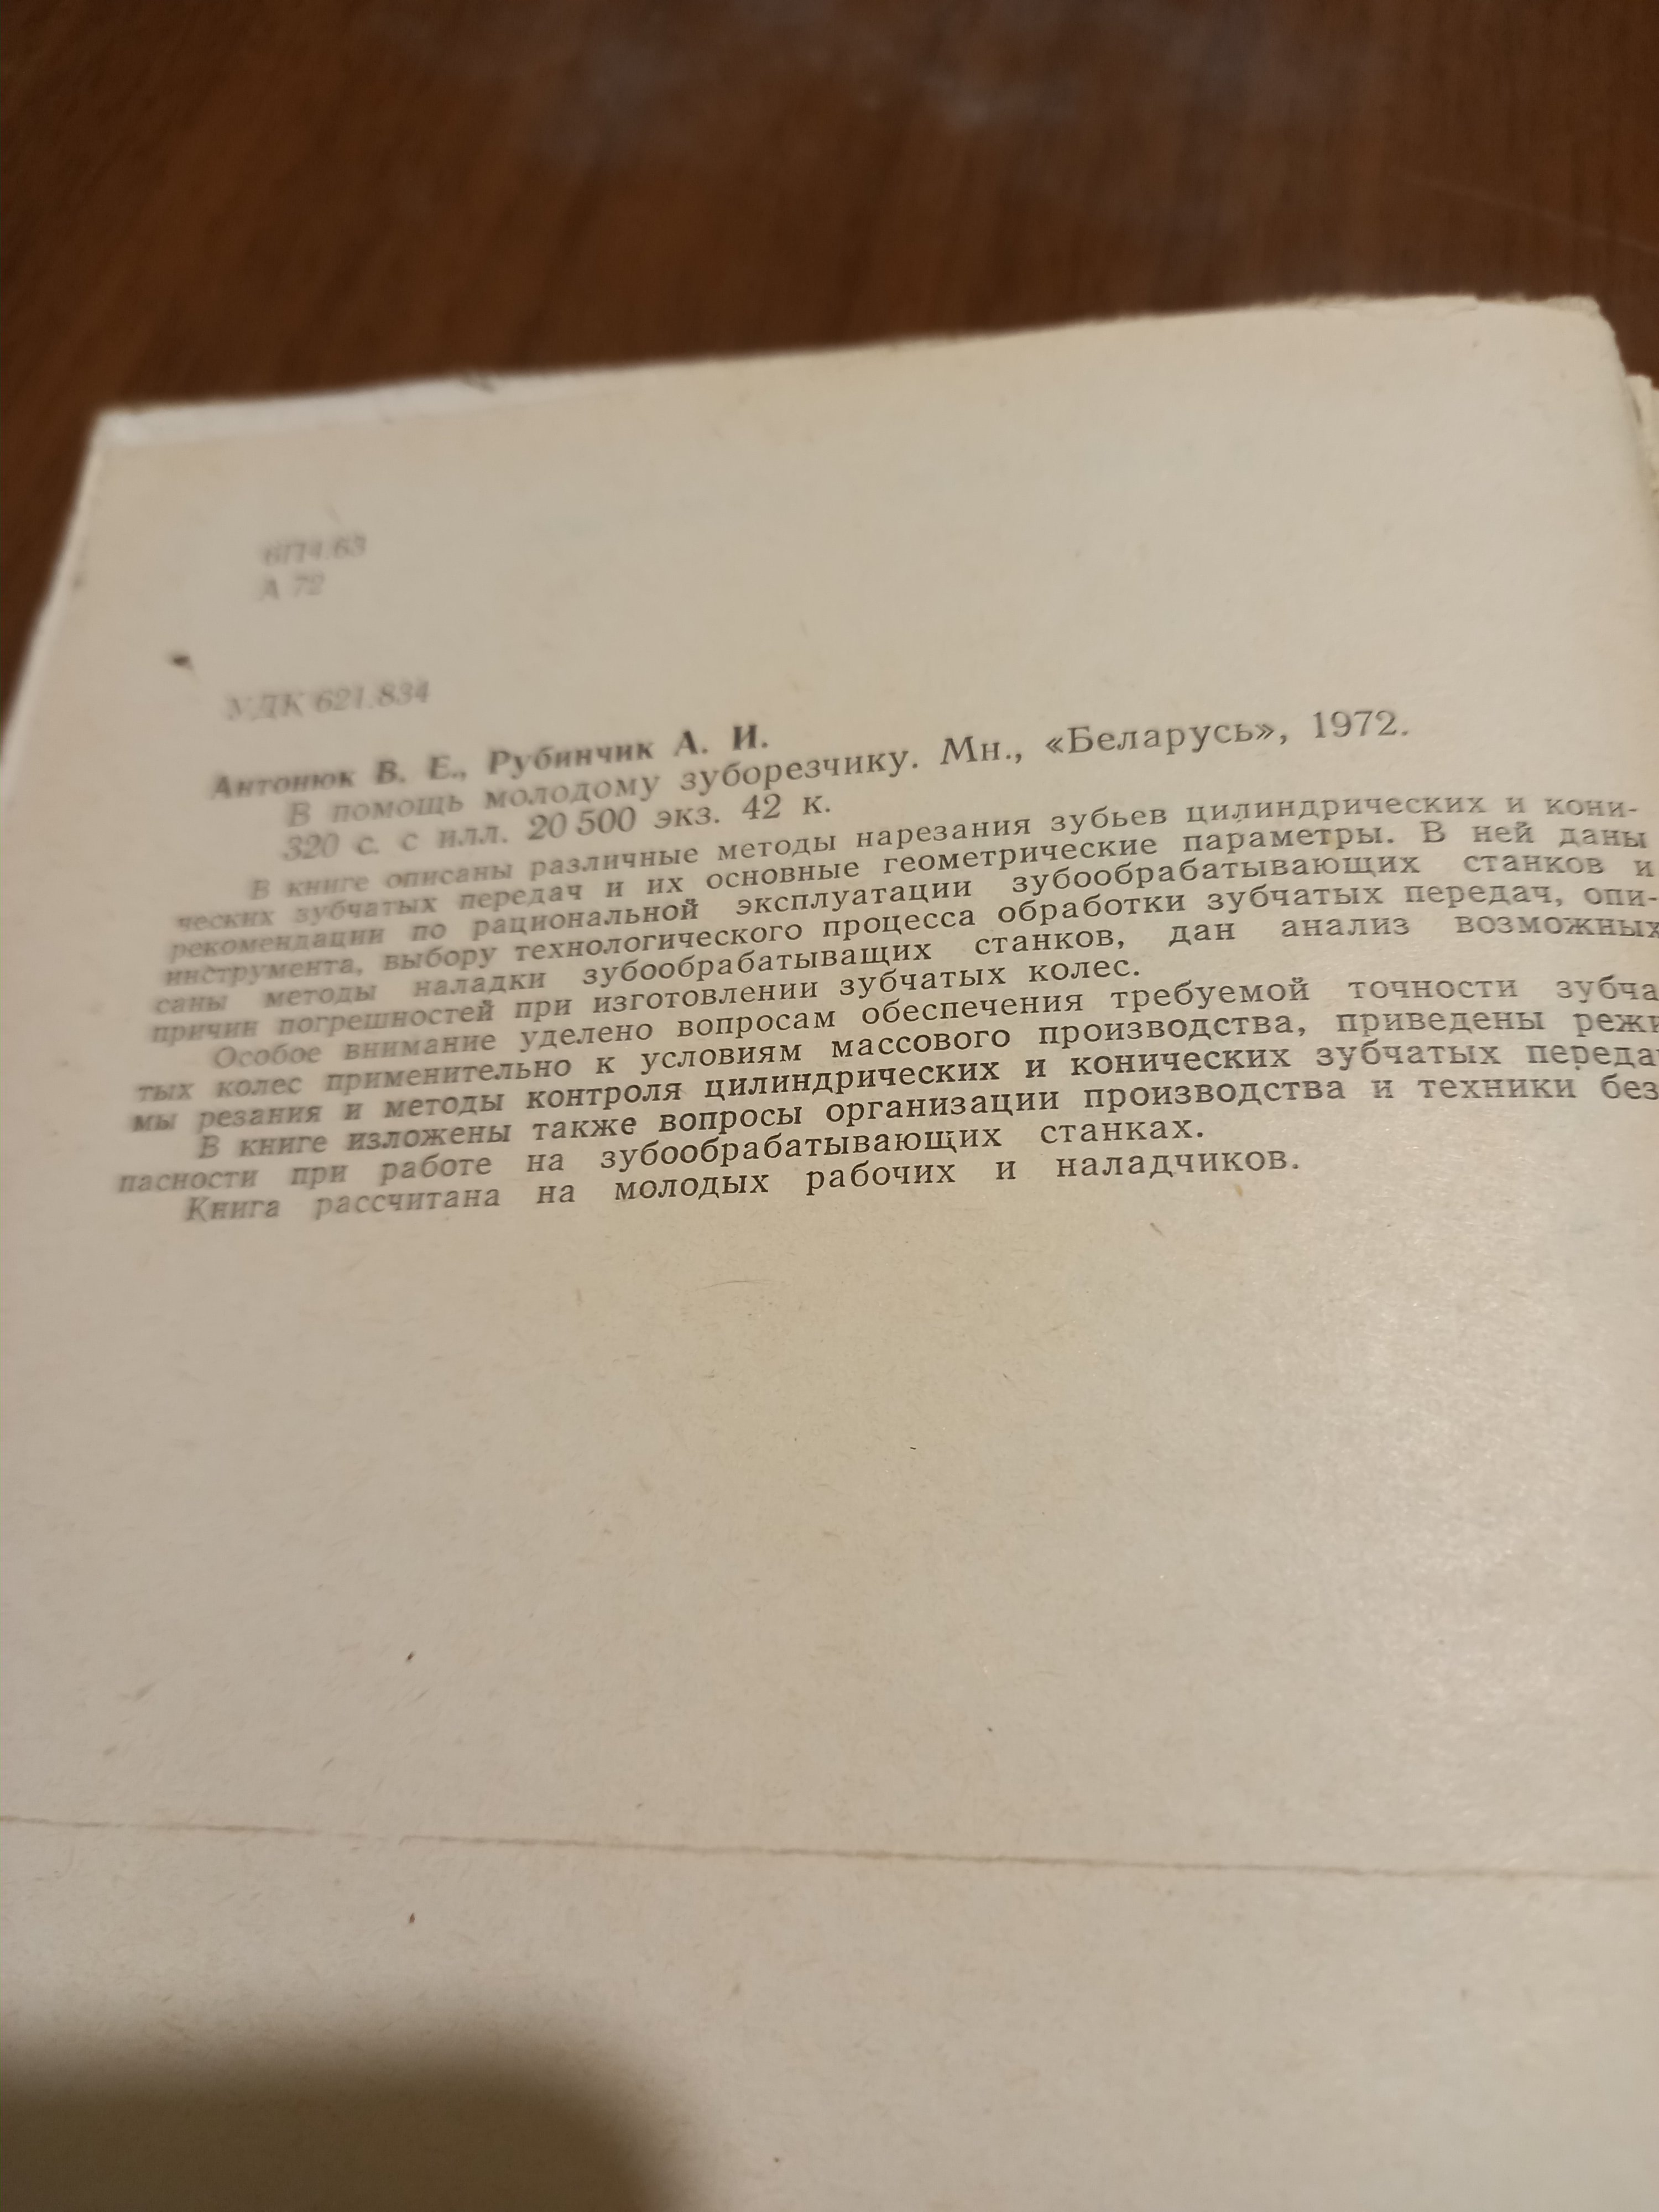 6П4.63
А 72
УДК 621.834
Антонюк В. Е., Рубинчик А. И.
В помощь молодому зуборезчику. Мн., «Беларусь», 1972.
320 с. с илл. 20 500 экз. 42 к.
В книге описаны различные методы нарезания зубьев цилиндрических и кони-
ческих зубчатых передач и их основные геометрические параметры. В ней даны
рекомендации по рациональной эксплуатации зубообрабатывающих станков и
инструмента, выбору технологического процесса обработки зубчатых передач, опи-
саны методы наладки зубообрабатыващих станков, дан анализ возможных
причин погрешностей при изготовлении зубчатых колес.
Особое внимание уделено вопросам обеспечения требуемой точности зубча
тых колес применительно к условиям массового производства, приведены режи
мы резания и методы контроля цилиндрических и конических зубчатых переда
В книге изложены также вопросы организации производства и техники без
пасности при работе на зубообрабатывающих станках.
Книга рассчитана на молодых рабочих и наладчиков.